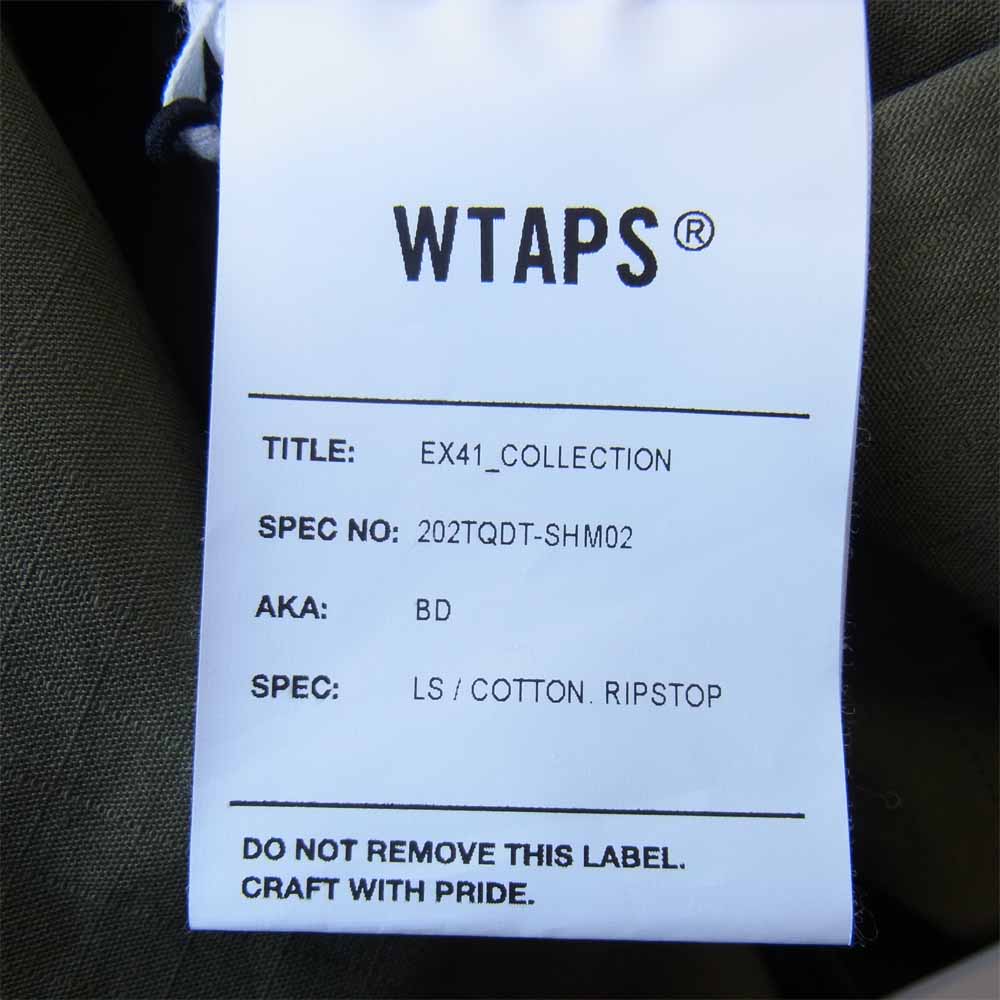 WTAPS®
TITLE: EX41_COLLECTION
SPEC NO: 202TQDT-SHM02
AKA: BD
SPEC: LS / COTTON. RIPSTOP
DO NOT REMOVE THIS LABEL.
CRAFT WITH PRIDE.